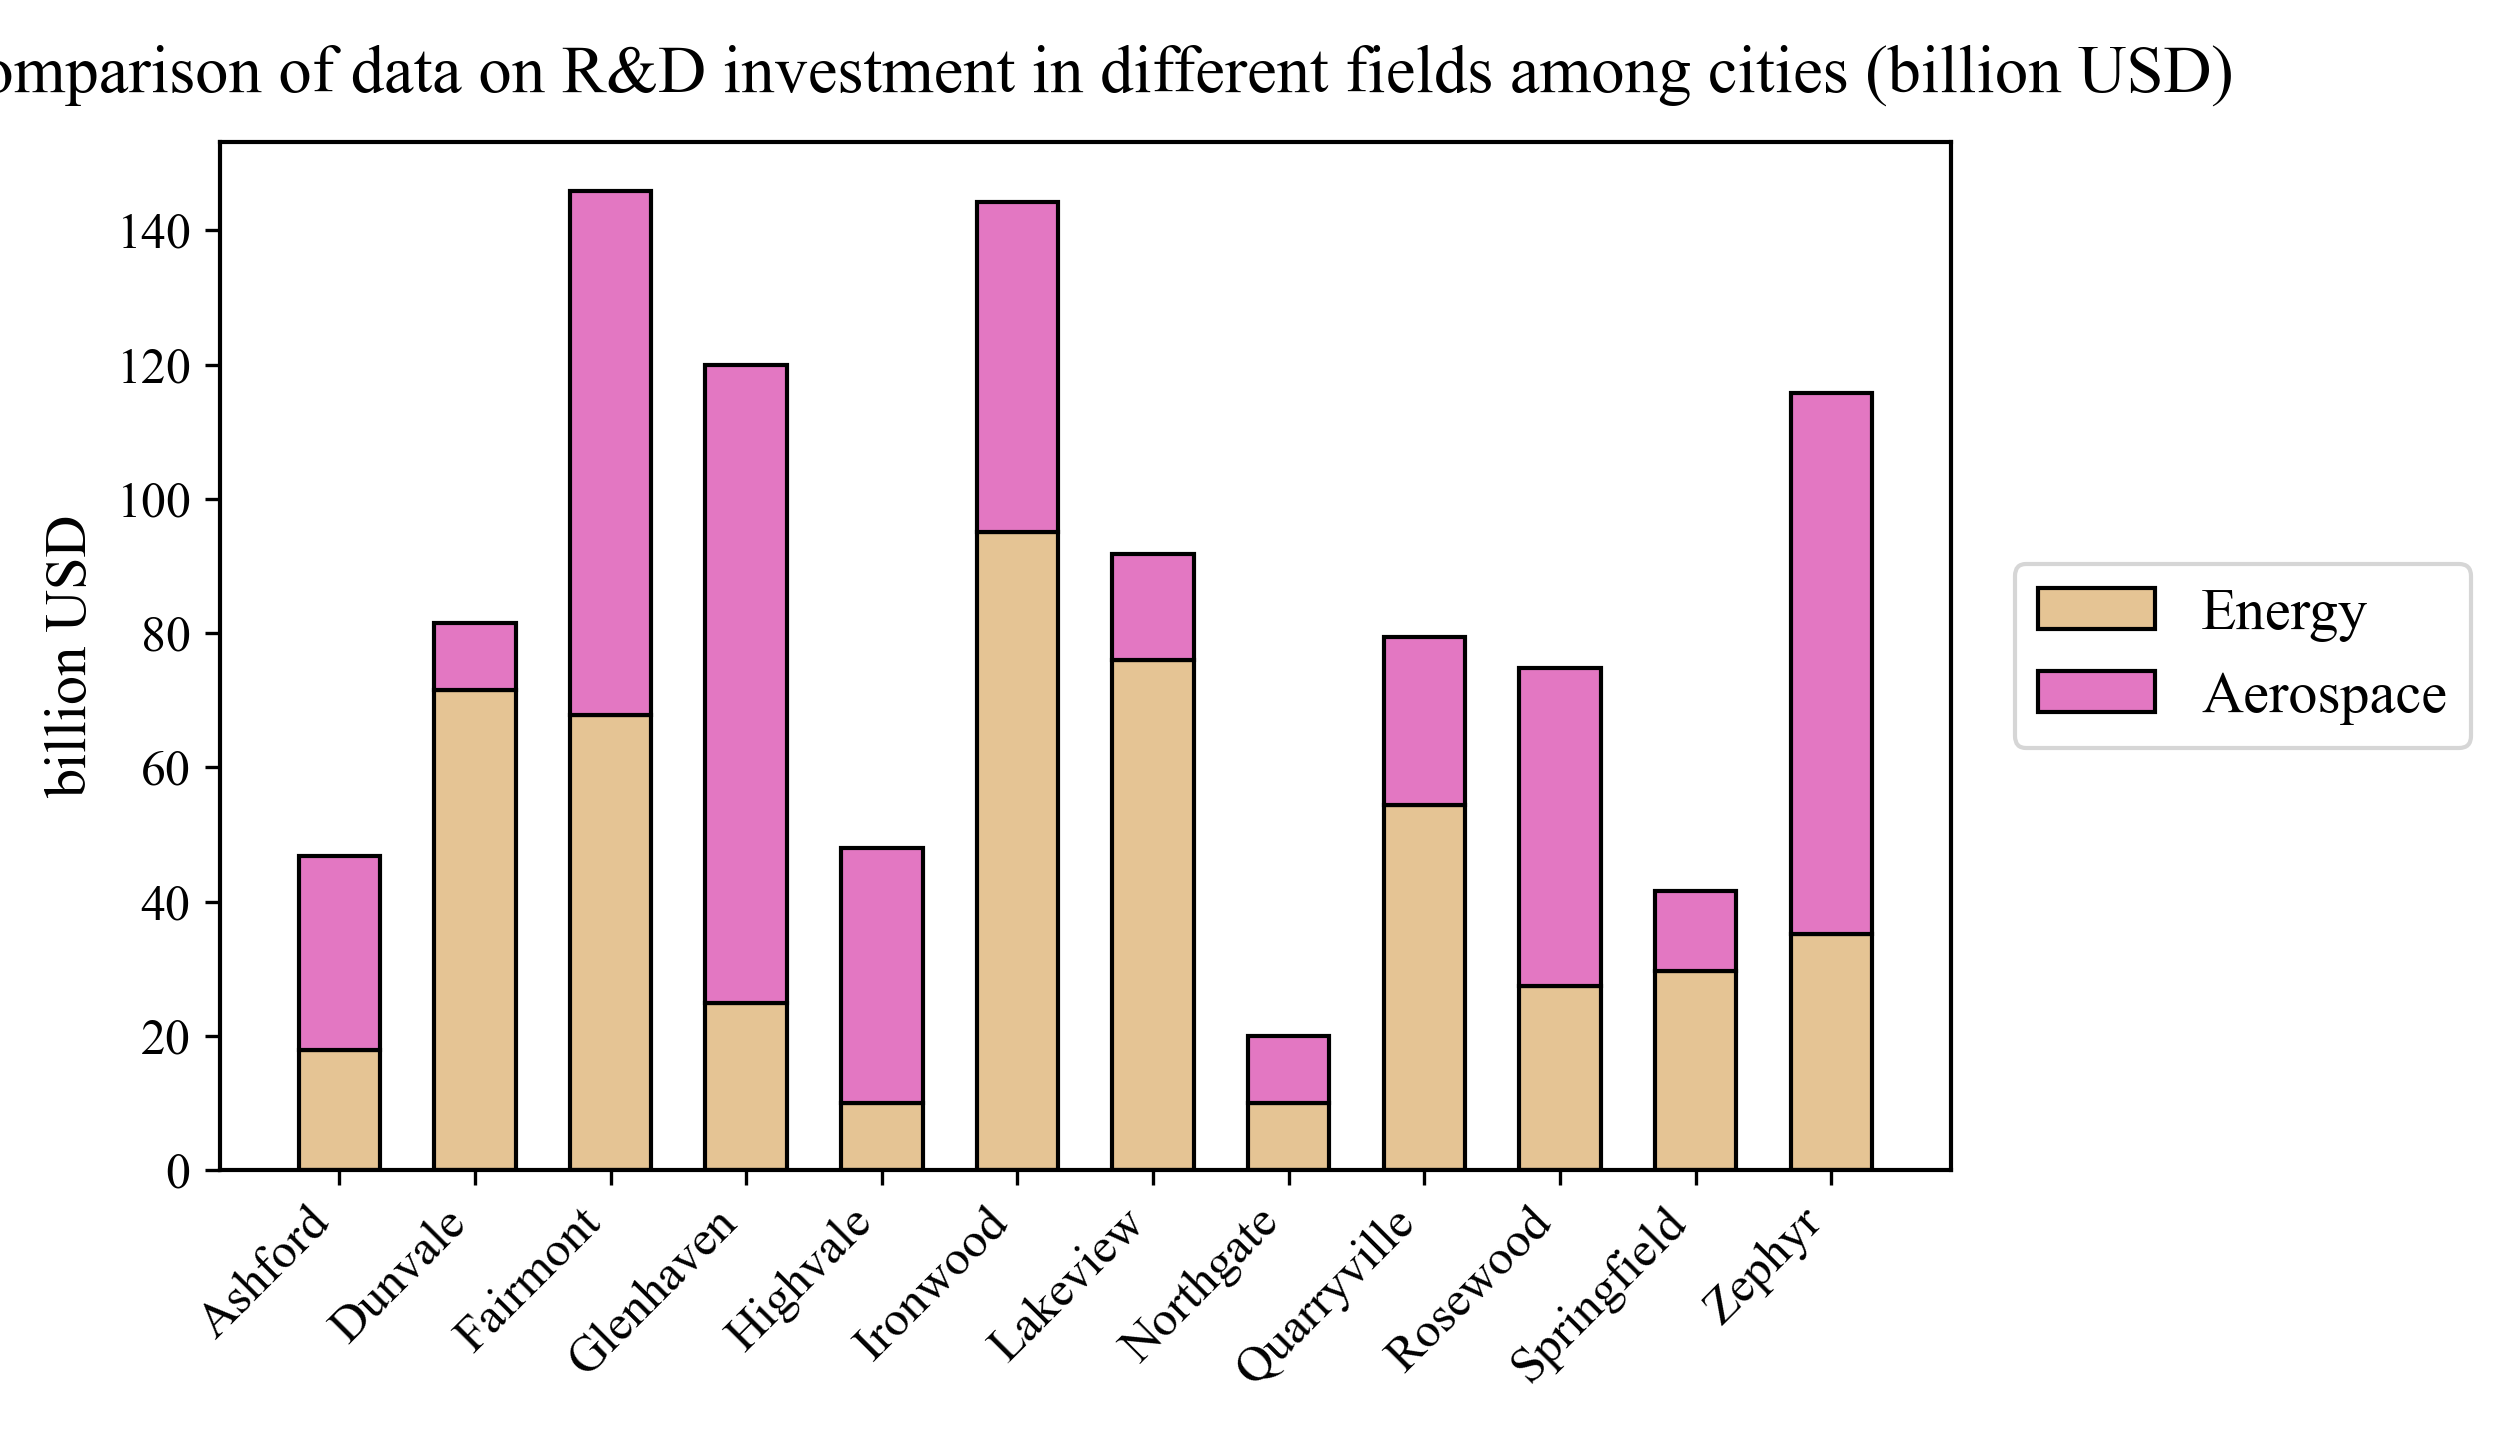 omparison of data on R&D investment in different fields among cities (billion USD)
billion USD
140
120
100
80
60
40
20
0
Ashford
Dunvale
Fairmont
Glenhaven
Highvale
Ironwood
Lakeview
Northgate
Quarryville
Rosewood
Springfield
Zephyr
Energy
Aerospace